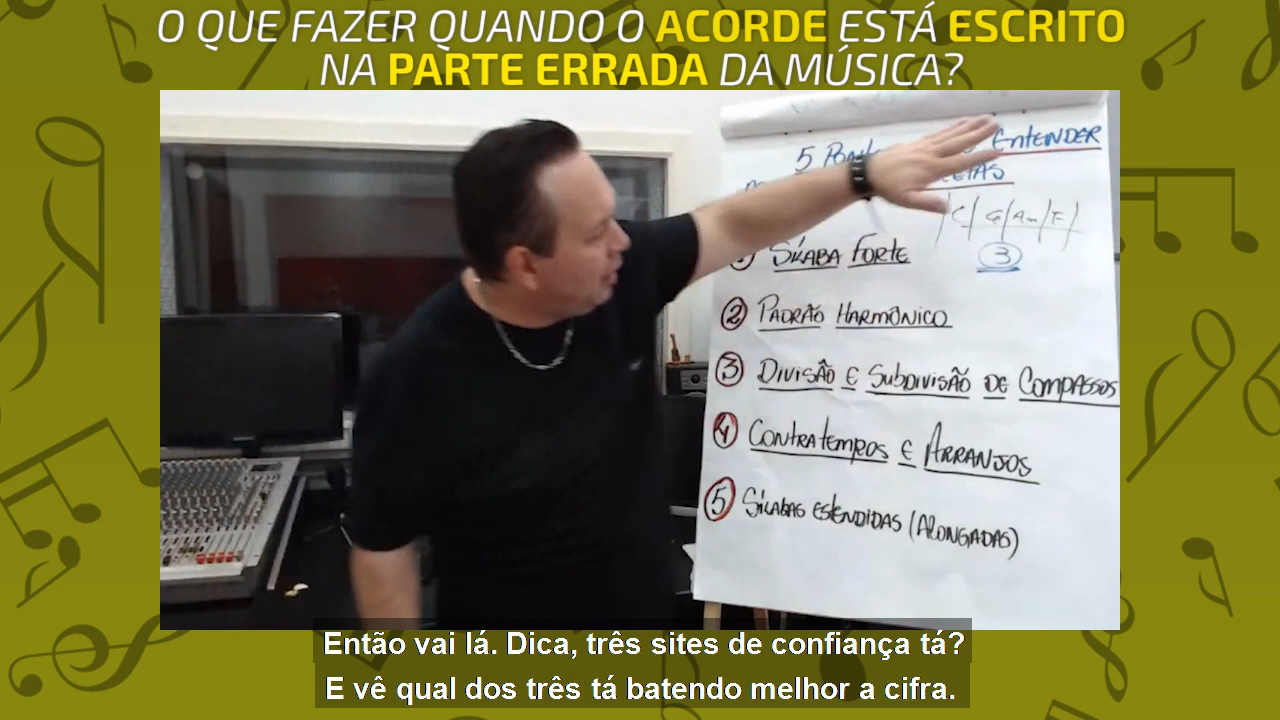 O QUE FAZER QUANDO O ACORDE ESTÁ ESCRITO
NA PARTE ERRADA DA MÚSICA?
5 ENTENDER
C/ G/Am/F/
3
SÍLABA FORTE
2 PADRÃO HARMÔNICO
3 DIVISÃO E SUBDIVISÃO DE COMPASSOS
4 CONTRATEMPOS E ARRANJOS
5 SÍLABAS ESTENDIDAS (ALONGADAS)
Então vai lá. Dica, três sites de confiança tá?
E vê qual dos três tá batendo melhor a cifra.